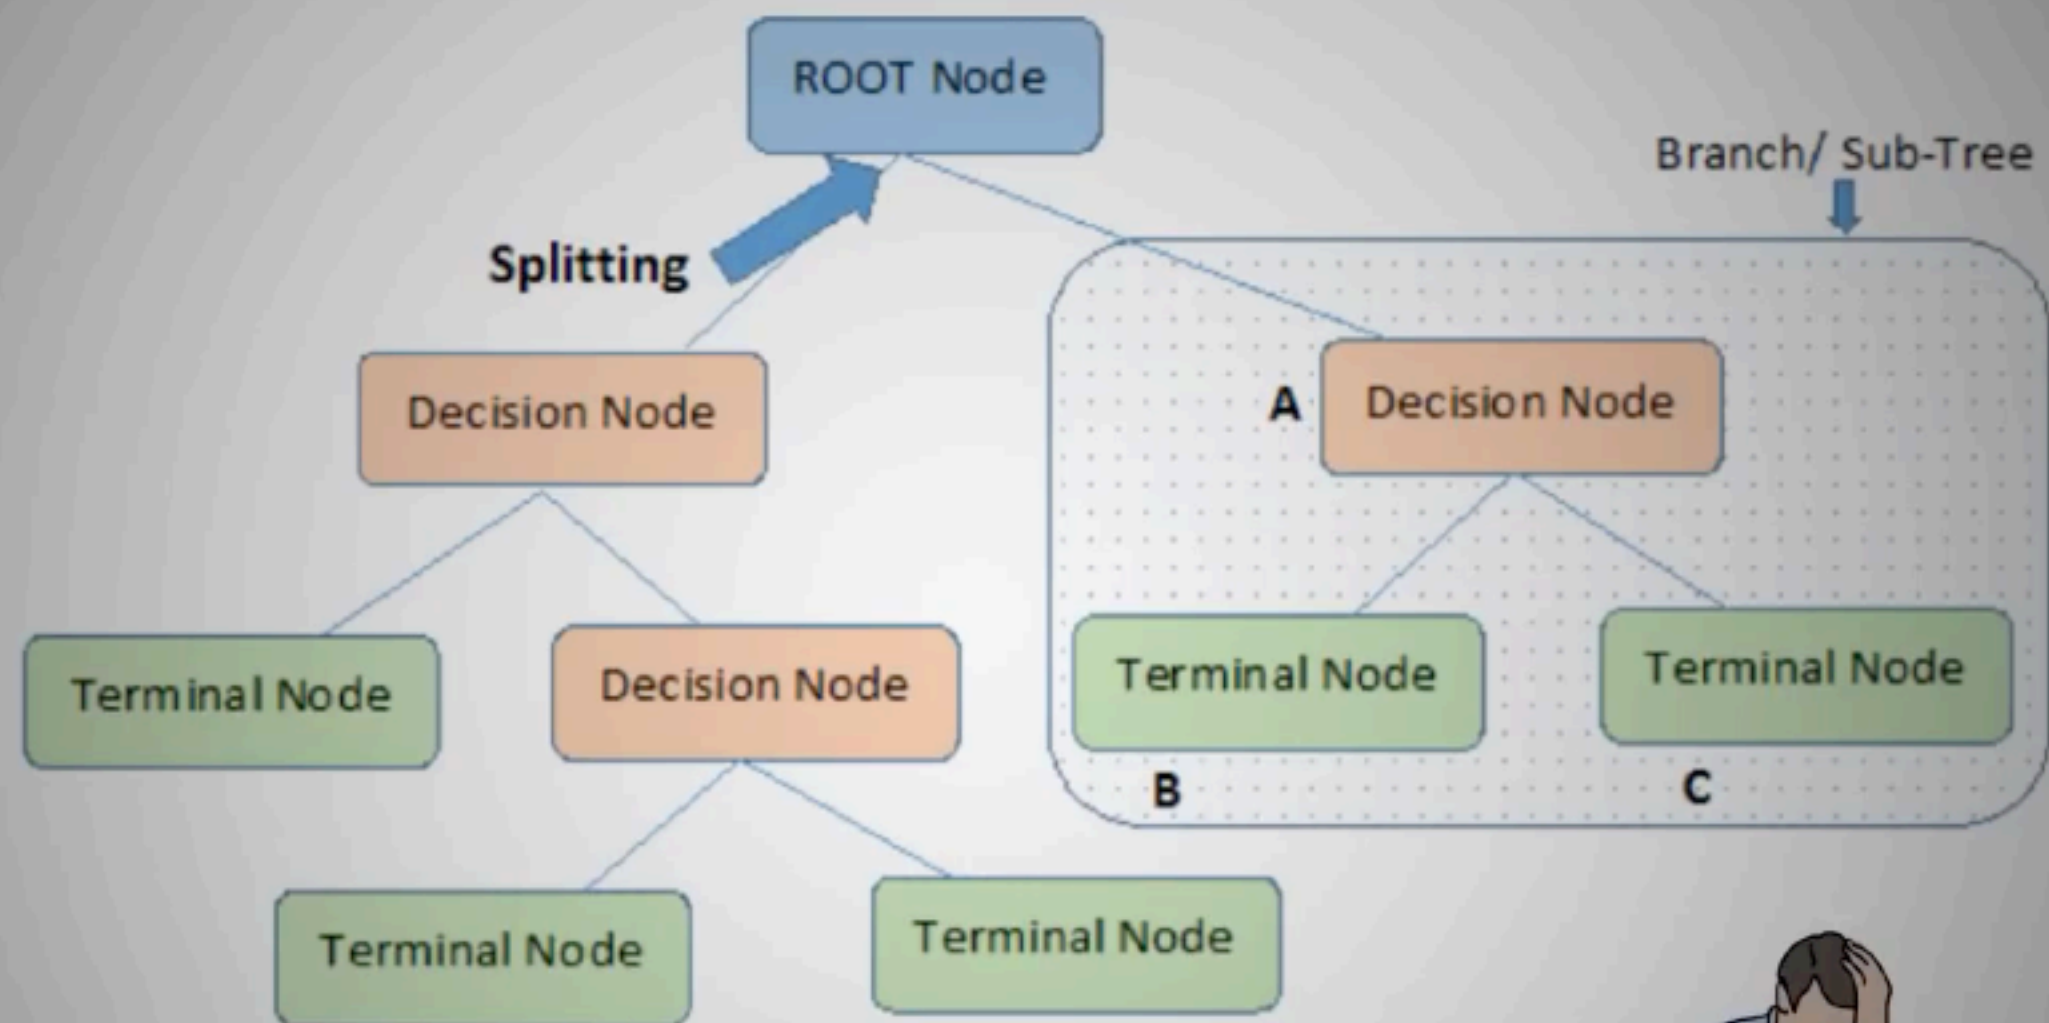 ROOT Node
Branch/ Sub-Tree
Splitting
Decision Node
A
Decision Node
Terminal Node
Decision Node
Terminal Node
Terminal Node
B
C
Terminal Node
Terminal Node